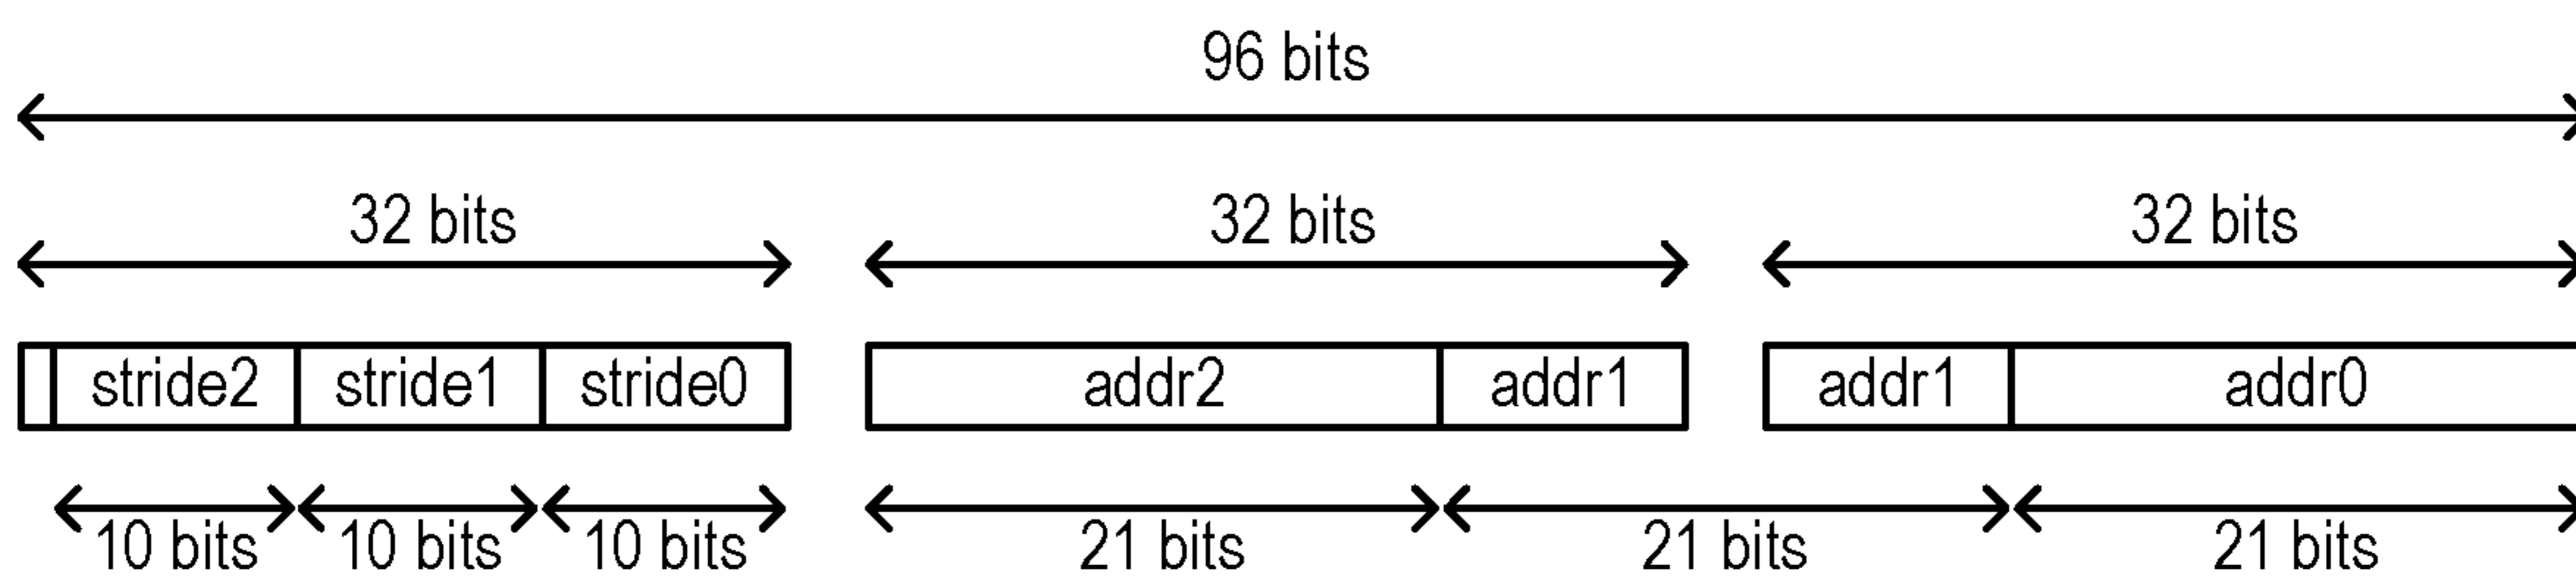 96 bits
32 bits 32 bits 32 bits
stride2 stride1 stride0 addr2 addr1 addr1 addr0
10 bits 10 bits 10 bits 21 bits 21 bits 21 bits